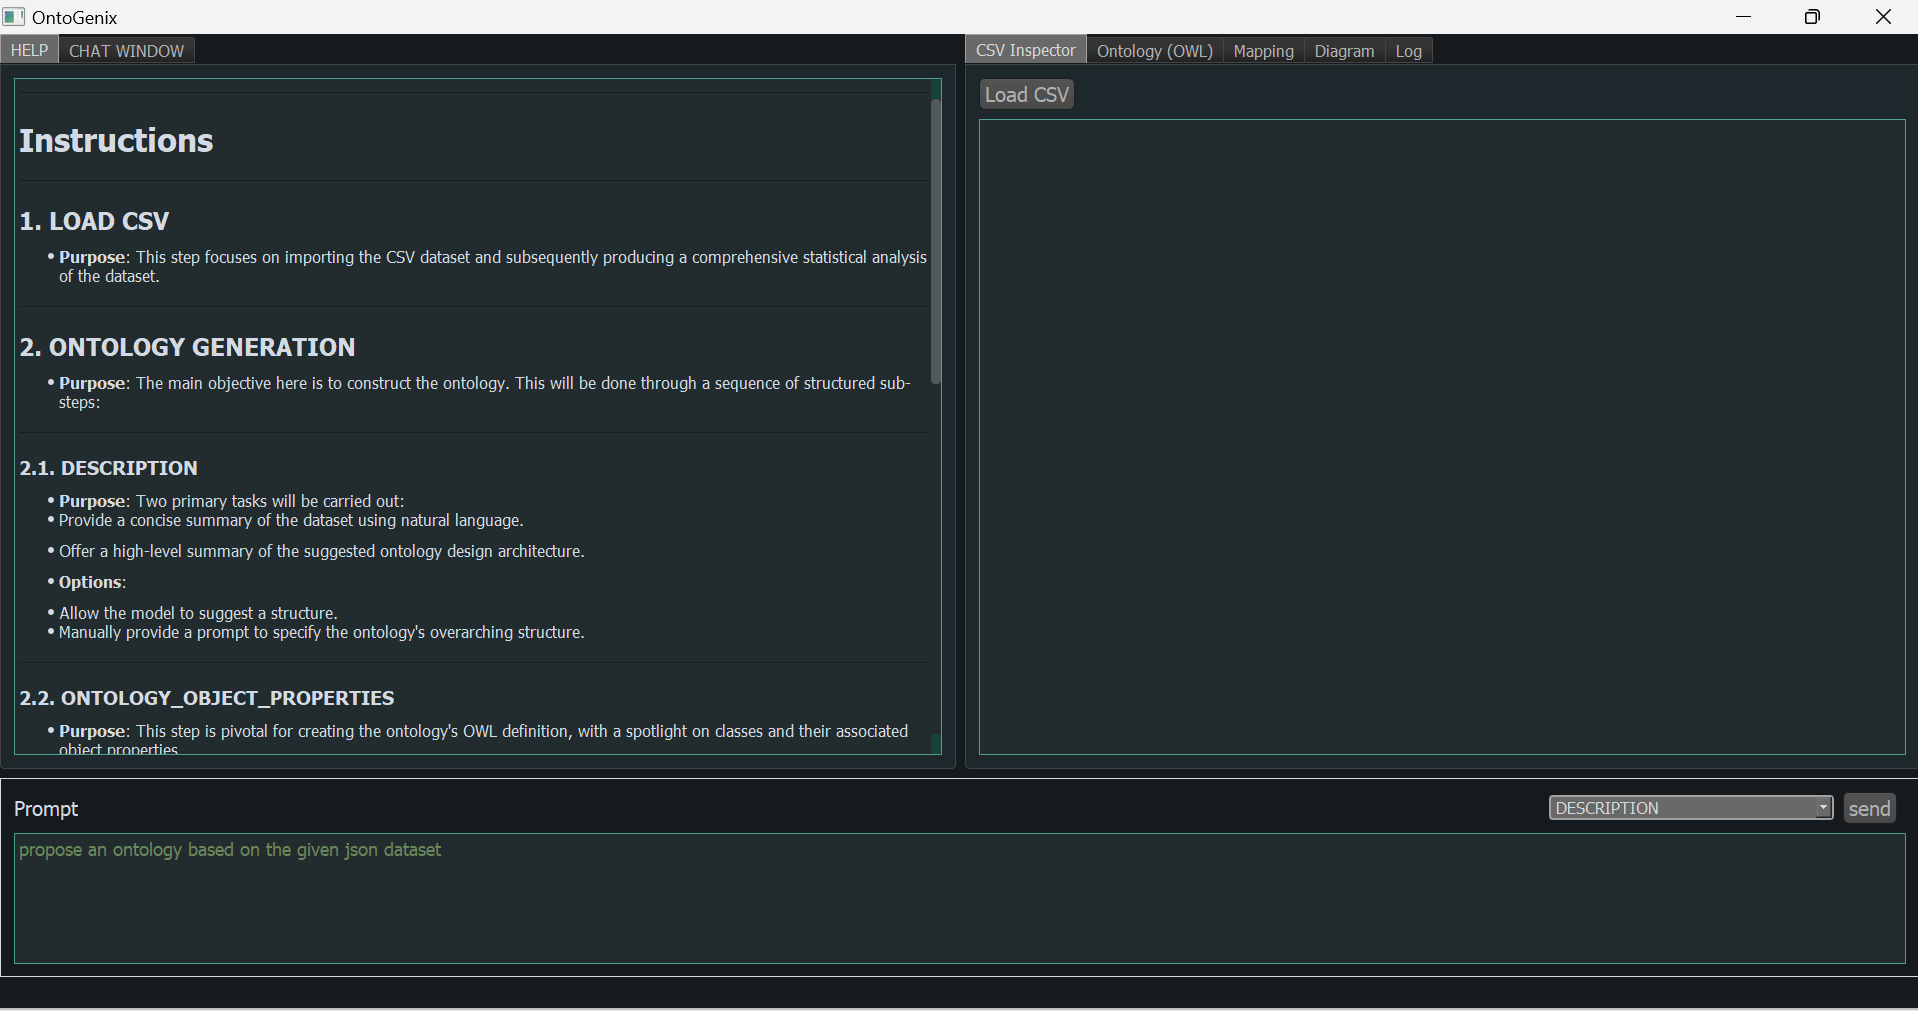 OntoGenix
HELP
CHAT WINDOW
Instructions
1. LOAD CSV
• Purpose: This step focuses on importing the CSV dataset and subsequently producing a comprehensive statistical analysis
of the dataset.
2. ONTOLOGY GENERATION
• Purpose: The main objective here is to construct the ontology. This will be done through a sequence of structured sub-
steps:
2.1. DESCRIPTION
• Purpose: Two primary tasks will be carried out:
• Provide a concise summary of the dataset using natural language.
• Offer a high-level summary of the suggested ontology design architecture.
• Options:
• Allow the model to suggest a structure.
• Manually provide a prompt to specify the ontology's overarching structure.
2.2. ONTOLOGY_OBJECT_PROPERTIES
• Purpose: This step is pivotal for creating the ontology's OWL definition, with a spotlight on classes and their associated
object properties
CSV Inspector
Ontology (OWL)
Mapping
Diagram
Log
Load CSV
Prompt
DESCRIPTION
send
propose an ontology based on the given json dataset